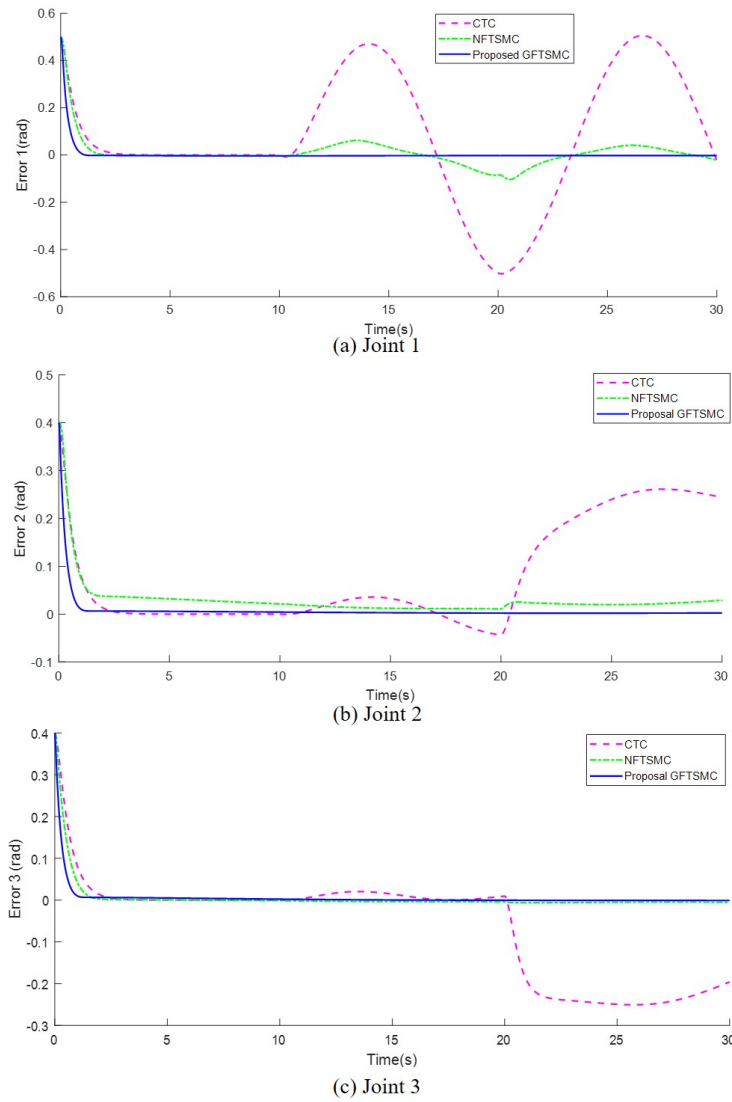 0.6
0.4
0.2
0
-0.2
-0.4
-0.6
Error 1(rad)
CTC
NFTSMC
Proposed GFTSMC
0 5 10 15 20 25 30
Time(s)
(a) Joint 1
0.5
0.4
0.3
0.2
0.1
0
-0.1
Error 2 (rad)
CTC
NFTSMC
Proposal GFTSMC
0 5 10 15 20 25 30
Time(s)
(b) Joint 2
0.4
0.3
0.2
0.1
0
-0.1
-0.2
-0.3
Error 3 (rad)
CTC
NFTSMC
Proposal GFTSMC
0 5 10 15 20 25 30
Time(s)
(c) Joint 3